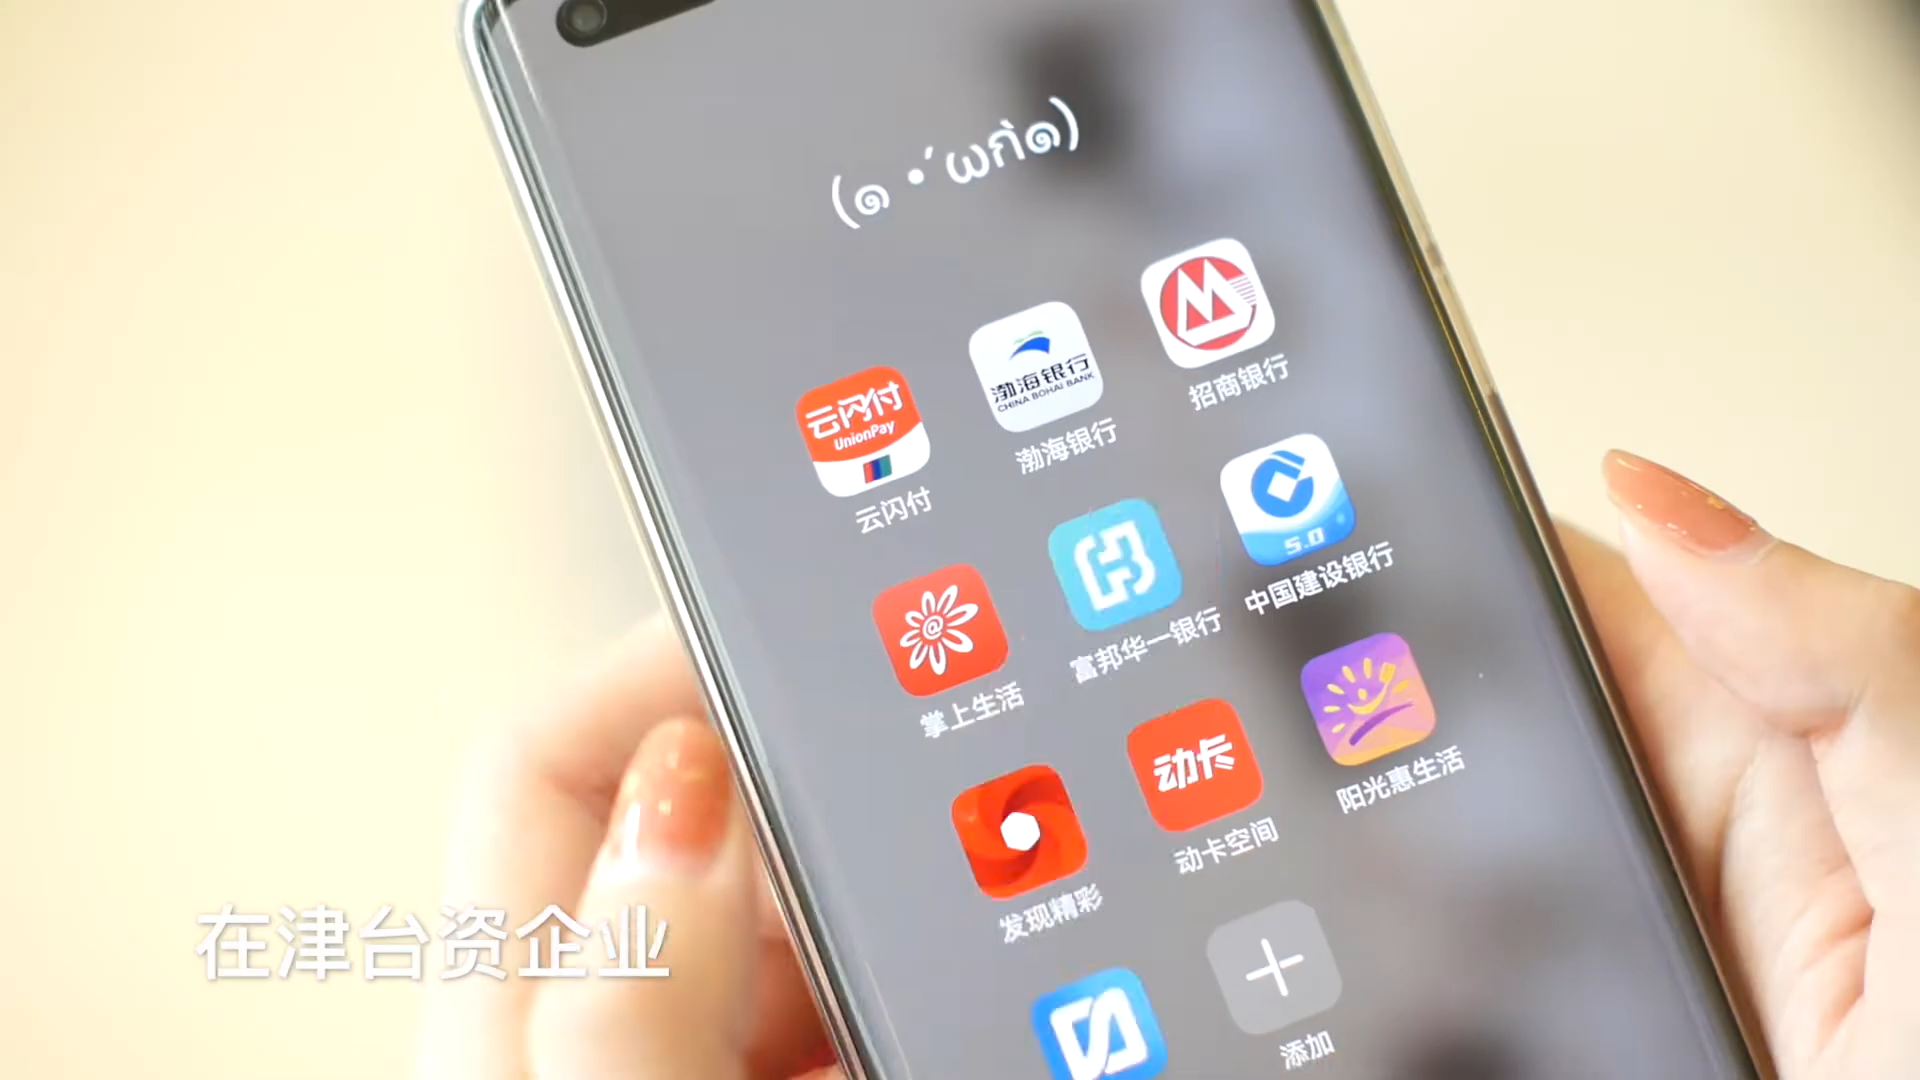 (๑ •́ ωก̀๑)
云闪付
UnionPay
云闪付
渤海银行
CHINA BOHAI BANK
渤海银行
招商银行
@
掌上生活
富邦华一银行
5.0
中国建设银行
发现精彩
动卡
动卡空间
阳光惠生活
添加
在津台资企业